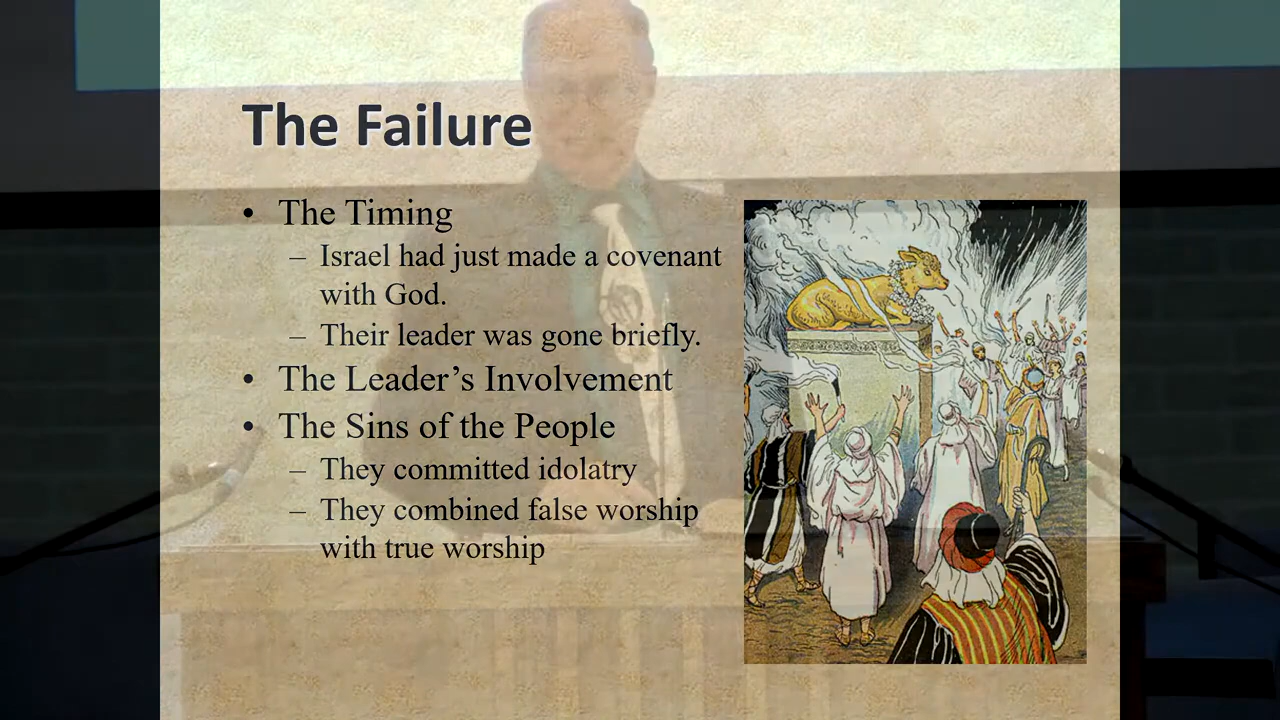 The Failure
• The Timing
– Israel had just made a covenant
with God.
– Their leader was gone briefly.
• The Leader’s Involvement
• The Sins of the People
– They committed idolatry
– They combined false worship
with true worship